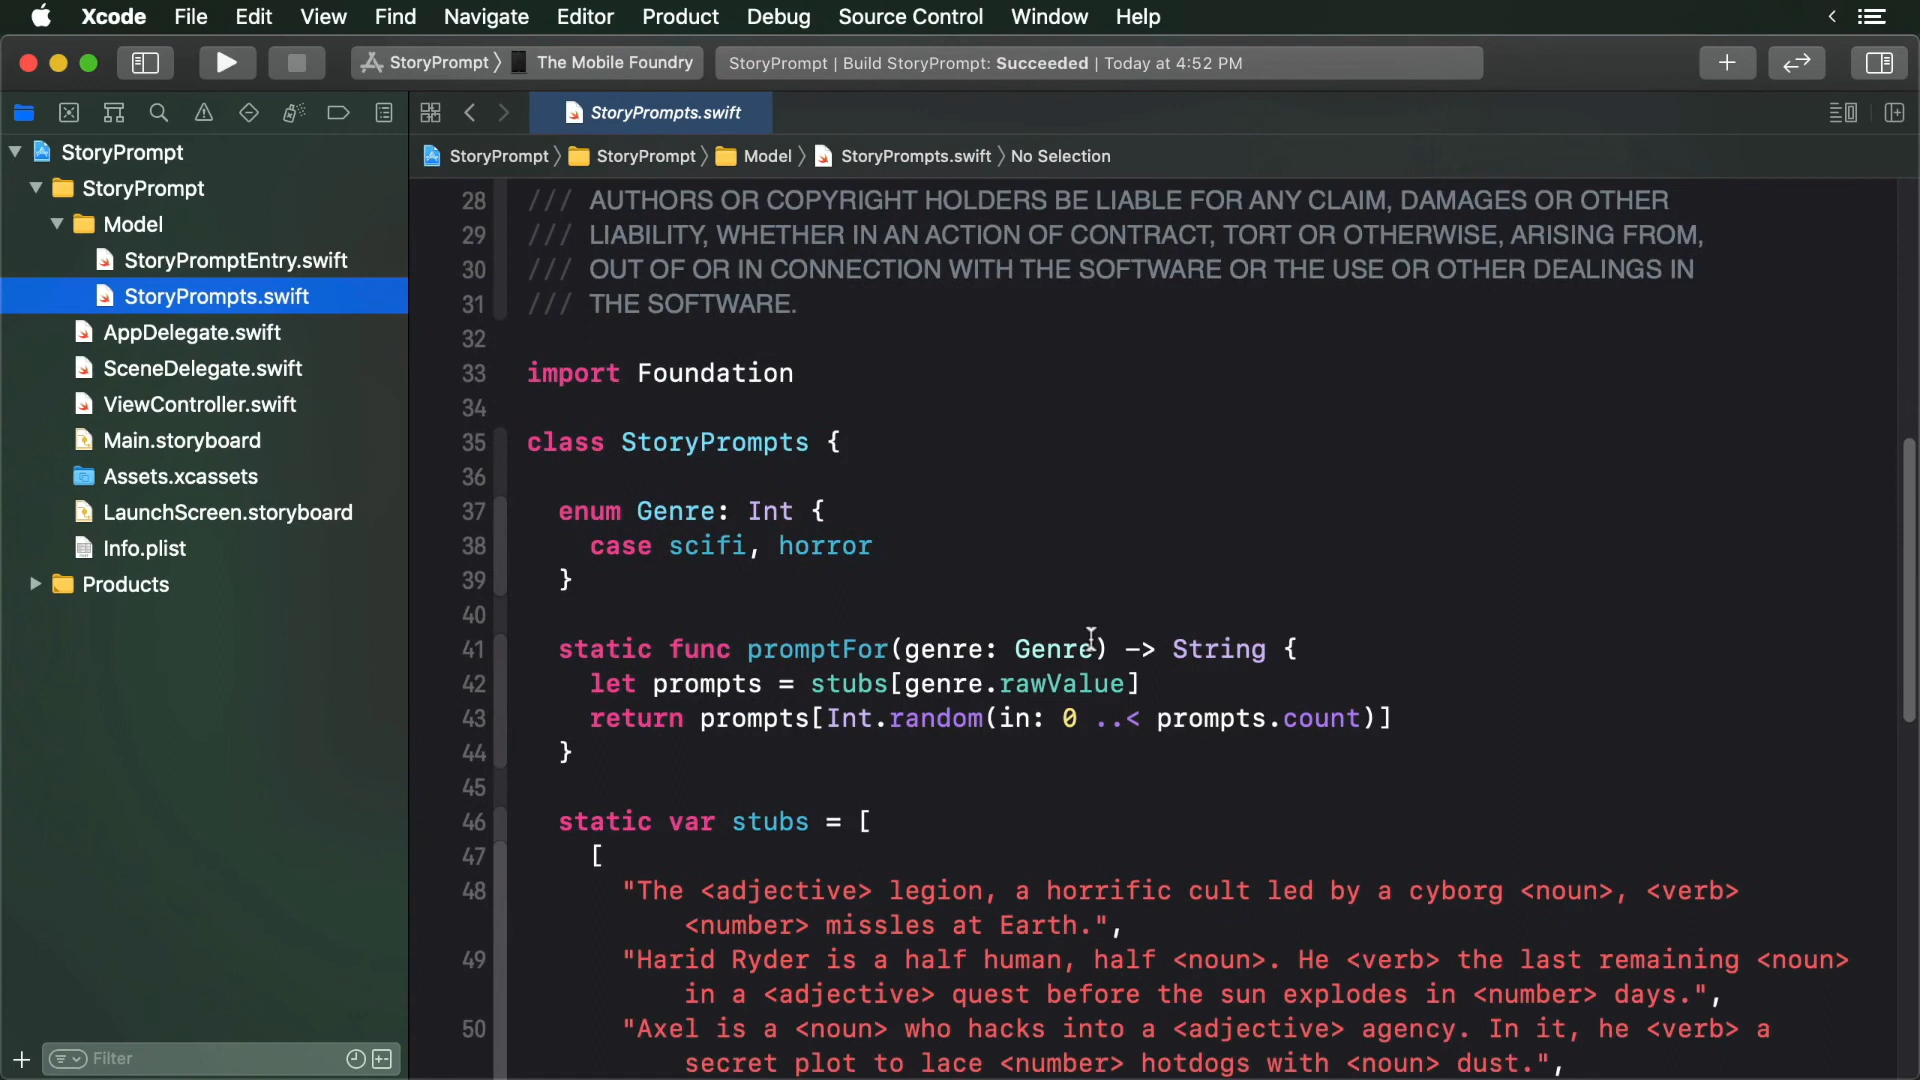 Xcode File Edit View Find Navigate Editor Product Debug Source Control Window Help
StoryPrompt The Mobile Foundry StoryPrompt | Build StoryPrompt: Succeeded | Today at 4:52 PM
StoryPrompts.swift
StoryPrompt StoryPrompt Model StoryPrompts.swift No Selection
StoryPrompt
StoryPrompt
Model
StoryPromptEntry.swift
StoryPrompts.swift
AppDelegate.swift
SceneDelegate.swift
ViewController.swift
Main.storyboard
Assets.xcassets
LaunchScreen.storyboard
Info.plist
Products
Filter
28 /// AUTHORS OR COPYRIGHT HOLDERS BE LIABLE FOR ANY CLAIM, DAMAGES OR OTHER
29 /// LIABILITY, WHETHER IN AN ACTION OF CONTRACT, TORT OR OTHERWISE, ARISING FROM,
30 /// OUT OF OR IN CONNECTION WITH THE SOFTWARE OR THE USE OR OTHER DEALINGS IN
31 /// THE SOFTWARE.
32
33 import Foundation
34
35 class StoryPrompts {
36
37 enum Genre: Int {
38 case scifi, horror
39 }
40
41 static func promptFor(genre: Genre) -> String {
42 let prompts = stubs[genre.rawValue]
43 return prompts[Int.random(in: 0 ..< prompts.count)]
44 }
45
46 static var stubs = [
47 [
48 "The <adjective> legion, a horrific cult led by a cyborg <noun>, <verb>
<number> missles at Earth.",
49 "Harid Ryder is a half human, half <noun>. He <verb> the last remaining <noun>
in a <adjective> quest before the sun explodes in <number> days.",
50 "Axel is a <noun> who hacks into a <adjective> agency. In it, he <verb> a
secret plot to lace <number> hotdogs with <noun> dust.",